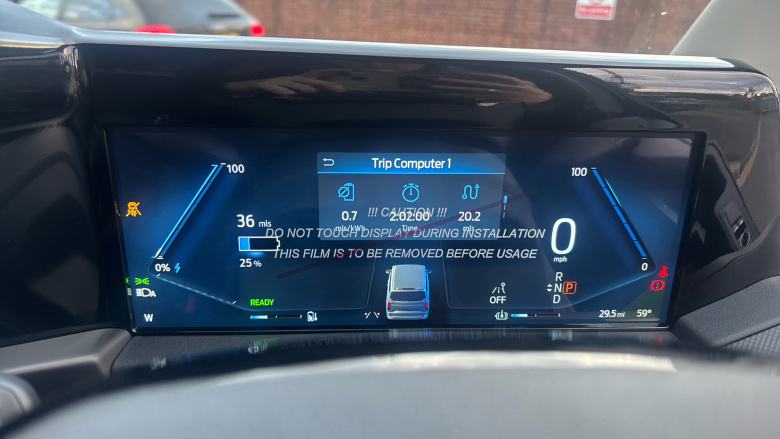 Trip Computer 1
100
100
0.7
2:02:00
20.2
mls/kWh
Time
mls
!!! CAUTION !!!
DO NOT TOUCH DISPLAY DURING INSTALLATION
THIS FILM IS TO BE REMOVED BEFORE USAGE
36 mls
25 %
0
mph
0%
0
READY
OFF
R
N P
D
W
29.5 mi 59°